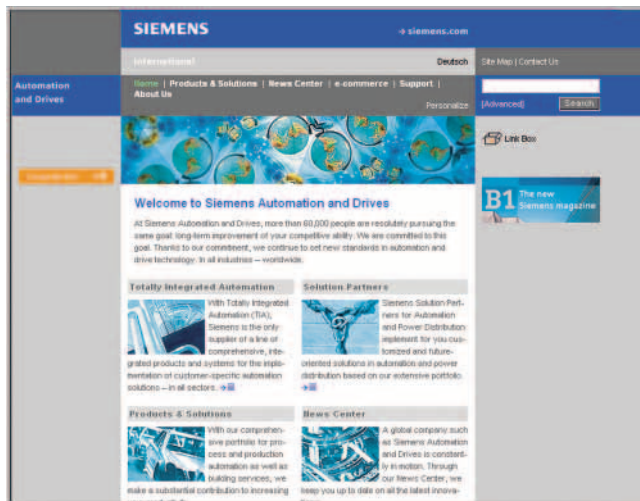 SIEMENS
→ siemens.com
International
Deutsch
Site Map | Contact Us
Automation
and Drives
Home | Products & Solutions | News Center | e-commerce | Support |
About Us
Personalize
[Advanced]
Search
Link Box
B1 The new
Siemens magazine
Welcome to Siemens Automation and Drives
At Siemens Automation and Drives, more than 60,000 people are resolutely pursuing the
same goal: long-term improvement of your competitive ability. We are committed to this
goal. Thanks to our commitment, we continue to set new standards in automation and
drive technology. In all industries – worldwide.
Totally Integrated Automation
With Totally Integrated
Automation (TIA),
Siemens is the only
supplier of a line of
comprehensive, inte-
grated products and systems for the imple-
mentation of customer-specific automation
solutions – in all sectors. →
Solution Partners
Siemens Solution Part-
ners for Automation
and Power Distribution
implement for you cus-
tomized and future-
oriented solutions in automation and power
distribution based on our extensive portfolio. →
Products & Solutions
With our comprehen-
sive portfolio for pro-
cess and production
automation as well as
building services, we
make a substantial contribution to increasing
News Center
A global company such
as Siemens Automation
and Drives is constant-
ly in motion. Through
our News Center, we
keep you up to date on all the latest innova-